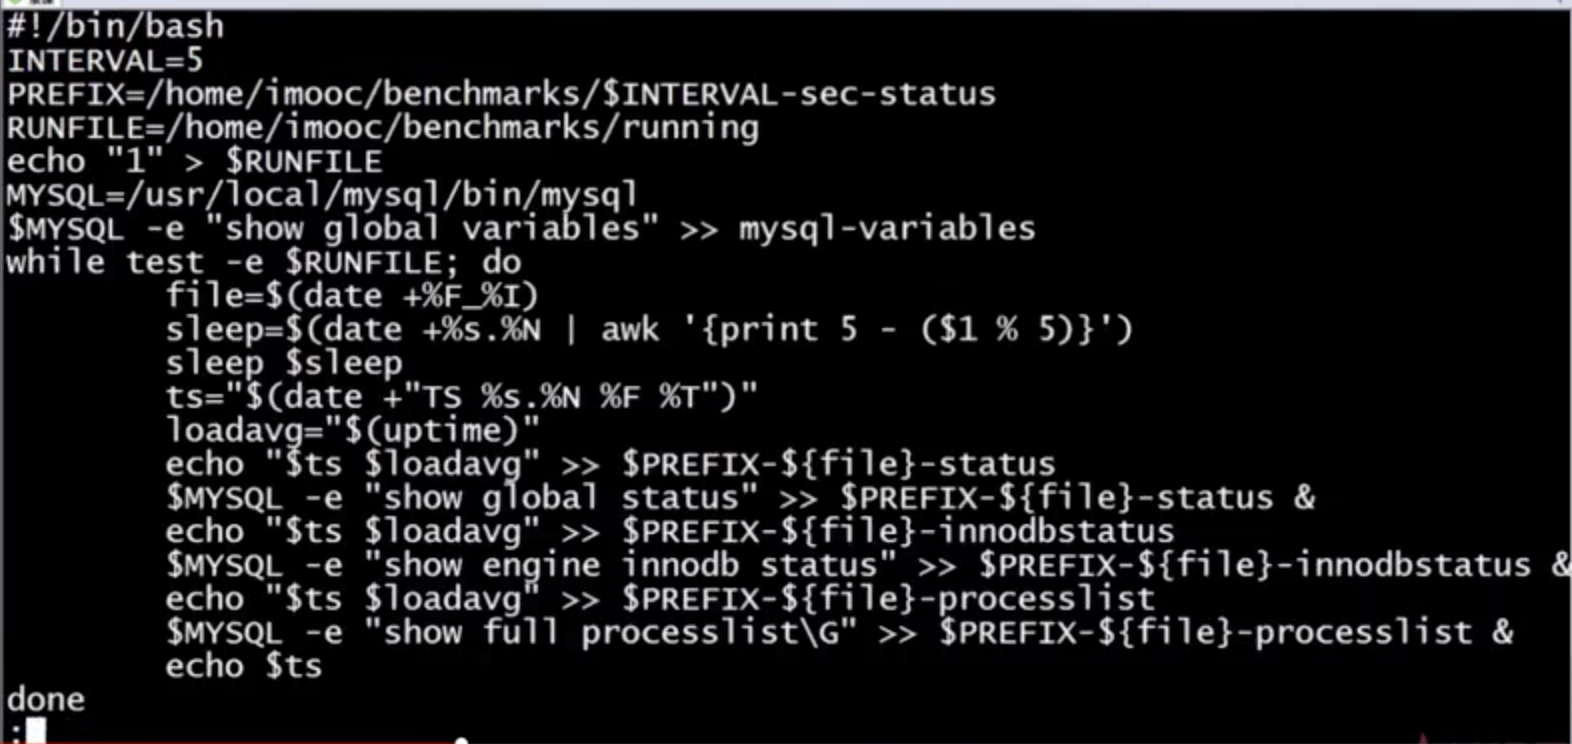 #!/bin/bash
INTERVAL=5
PREFIX=/home/imooc/benchmarks/$INTERVAL-sec-status
RUNFILE=/home/imooc/benchmarks/running
echo "1" > $RUNFILE
MYSQL=/usr/local/mysql/bin/mysql
$MYSQL -e "show global variables" >> mysql-variables
while test -e $RUNFILE; do
        file=$(date +%F_%I)
        sleep=$(date +%s.%N | awk '{print 5 - ($1 % 5)}')
        sleep $sleep
        ts="$(date +"TS %s.%N %F %T")"
        loadavg="$(uptime)"
        echo "$ts $loadavg" >> $PREFIX-${file}-status
        $MYSQL -e "show global status" >> $PREFIX-${file}-status &
        echo "$ts $loadavg" >> $PREFIX-${file}-innodbstatus
        $MYSQL -e "show engine innodb status" >> $PREFIX-${file}-innodbstatus &
        echo "$ts $loadavg" >> $PREFIX-${file}-processlist
        $MYSQL -e "show full processlist\G" >> $PREFIX-${file}-processlist &
        echo $ts
done
: